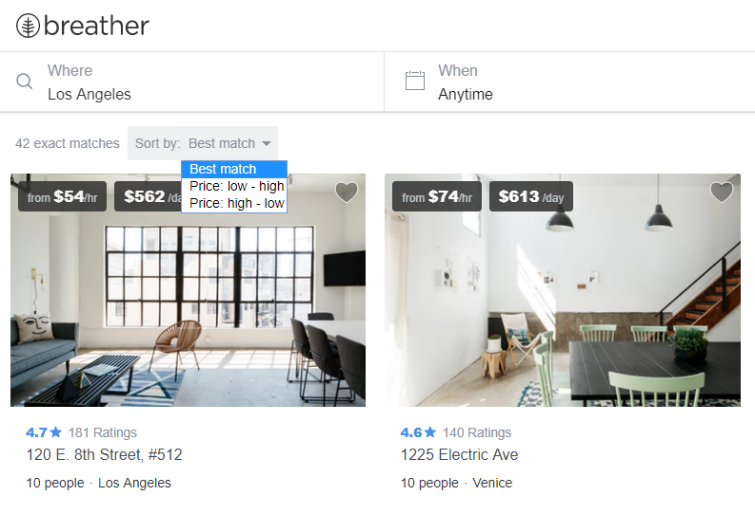 breather
Where
Los Angeles
When
Anytime
42 exact matches
Sort by: Best match
Best match
Price: low - high
Price: high - low
from $54/hr
$562
from $74/hr
$613 /day
4.7 181 Ratings
120 E. 8th Street, #512
10 people · Los Angeles
4.6 140 Ratings
1225 Electric Ave
10 people · Venice